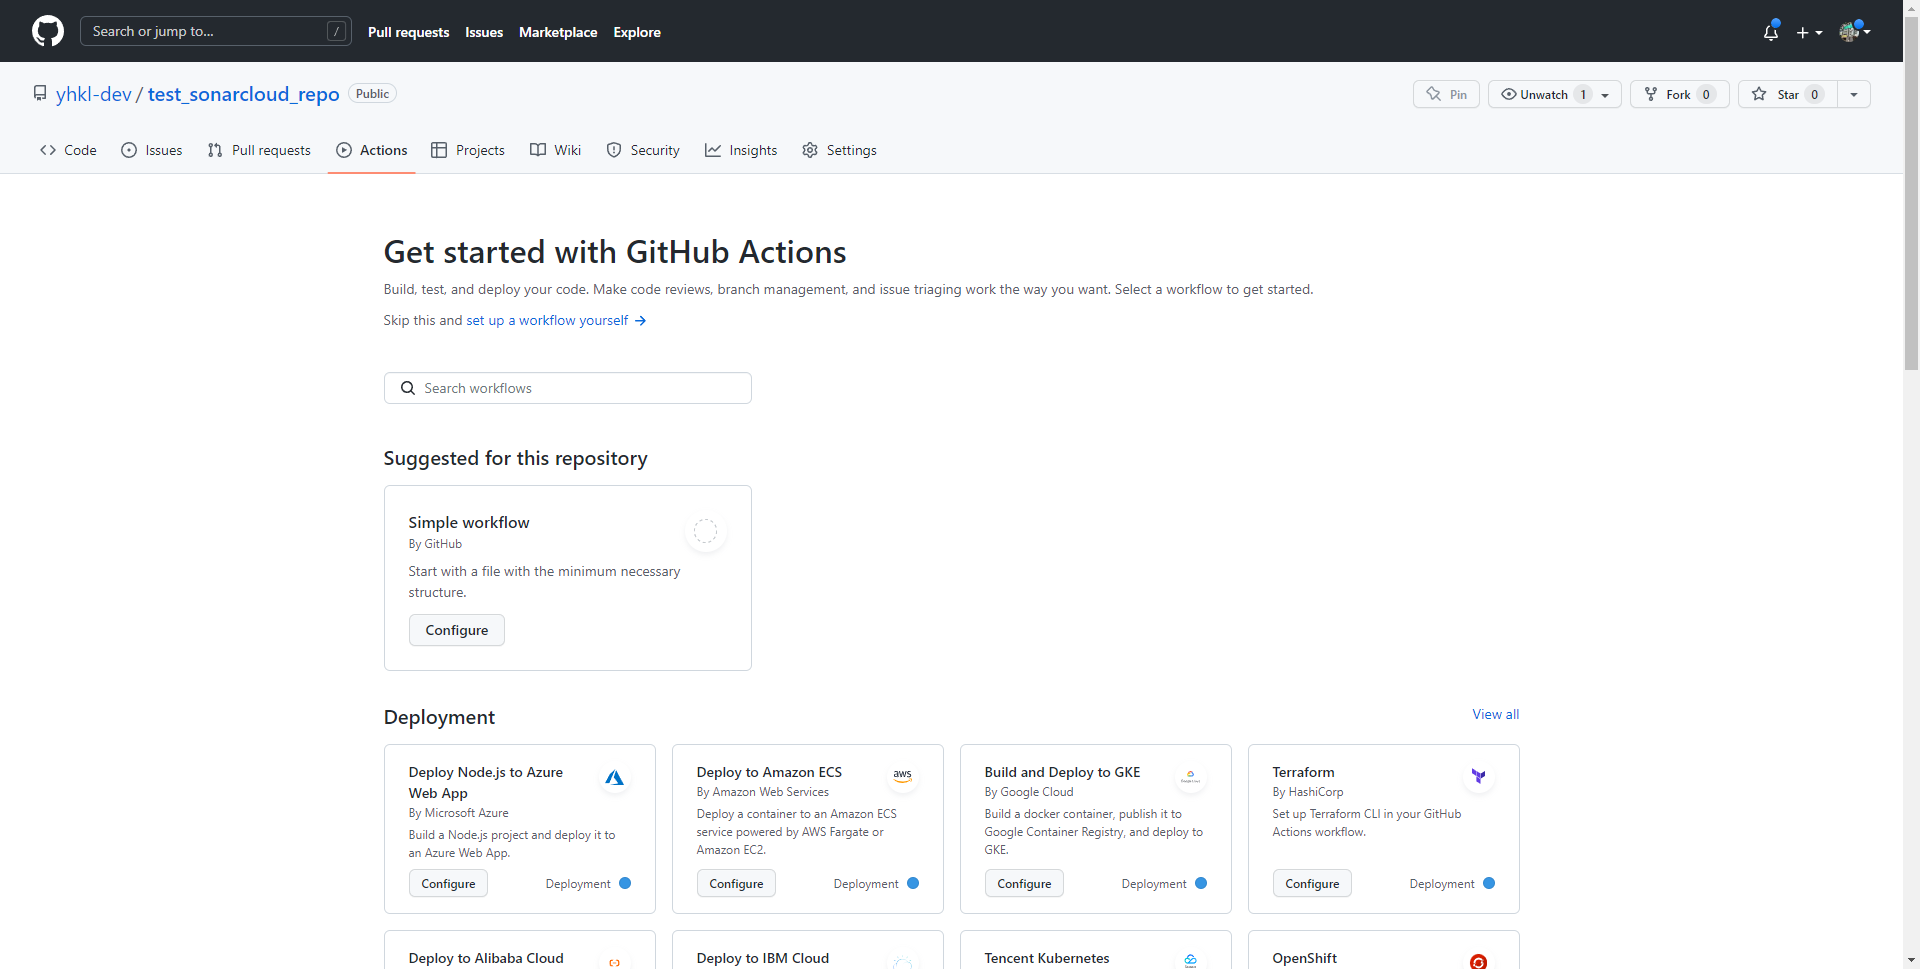 Search or jump to... /
Pull requests Issues Marketplace Explore
yhkl-dev / test_sonarcloud_repo Public
Pin Unwatch 1 Fork 0 Star 0
Code Issues Pull requests Actions Projects Wiki Security Insights Settings
Get started with GitHub Actions
Build, test, and deploy your code. Make code reviews, branch management, and issue triaging work the way you want. Select a workflow to get started.
Skip this and set up a workflow yourself →
Search workflows
Suggested for this repository
Simple workflow
By GitHub
Start with a file with the minimum necessary
structure.
Configure
Deployment
View all
Deploy Node.js to Azure
Web App
By Microsoft Azure
Build a Node.js project and deploy it to
an Azure Web App.
Configure Deployment
Deploy to Amazon ECS
aws
By Amazon Web Services
Deploy a container to an Amazon ECS
service powered by AWS Fargate or
Amazon EC2.
Configure Deployment
Build and Deploy to GKE
By Google Cloud
Build a docker container, publish it to
Google Container Registry, and deploy to
GKE.
Configure Deployment
Terraform
By HashiCorp
Set up Terraform CLI in your GitHub
Actions workflow.
Configure Deployment
Deploy to Alibaba Cloud
Deploy to IBM Cloud
Tencent Kubernetes
OpenShift